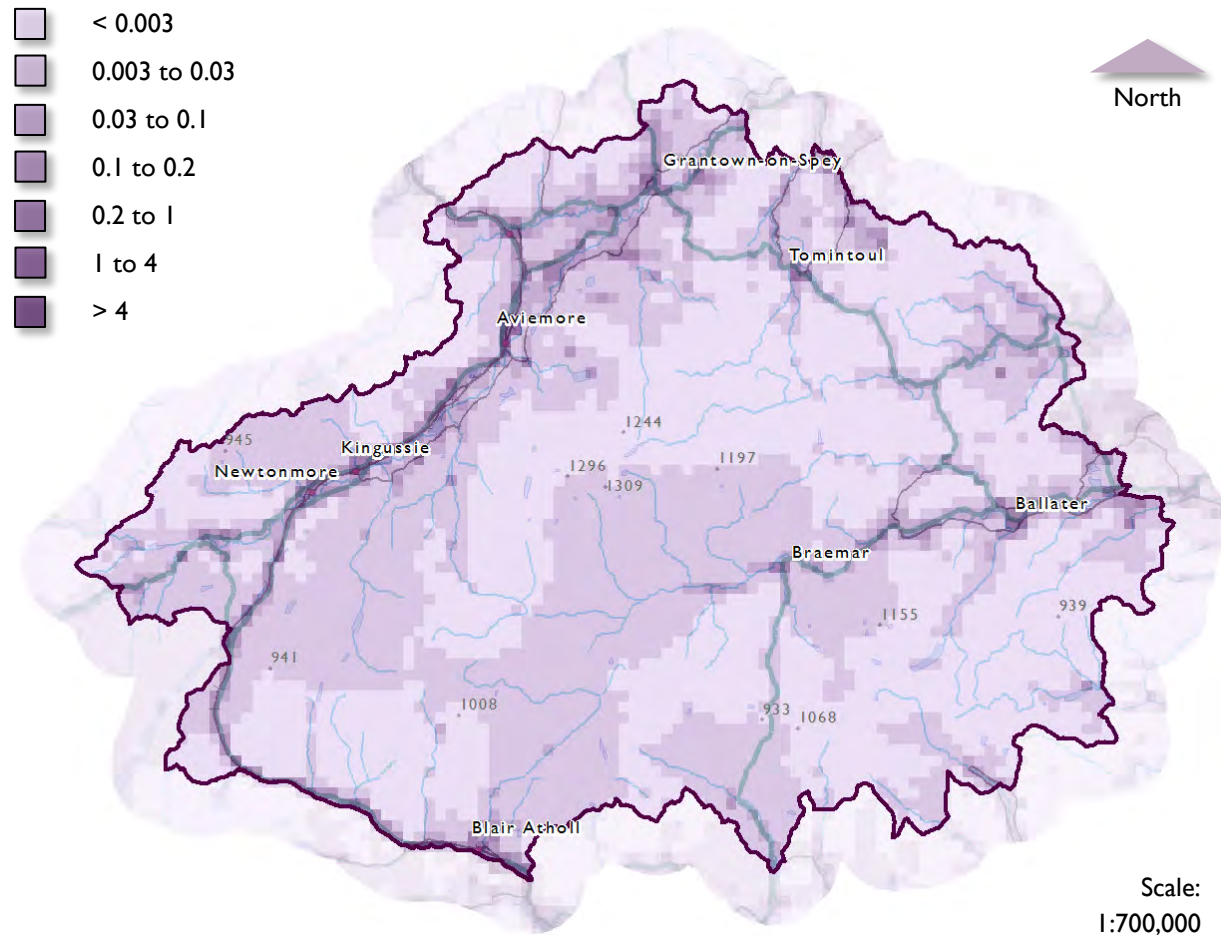 < 0.003
0.003 to 0.03
0.03 to 0.1
0.1 to 0.2
0.2 to 1
1 to 4
> 4
North
Grantown-on-Spey
Tomintoul
Aviemore
1244
945
Kingussie
1296
1197
Newtonmore
1309
Ballater
Braemar
1155
939
941
1008
933
1068
Blair Atholl
Scale:
1:700,000